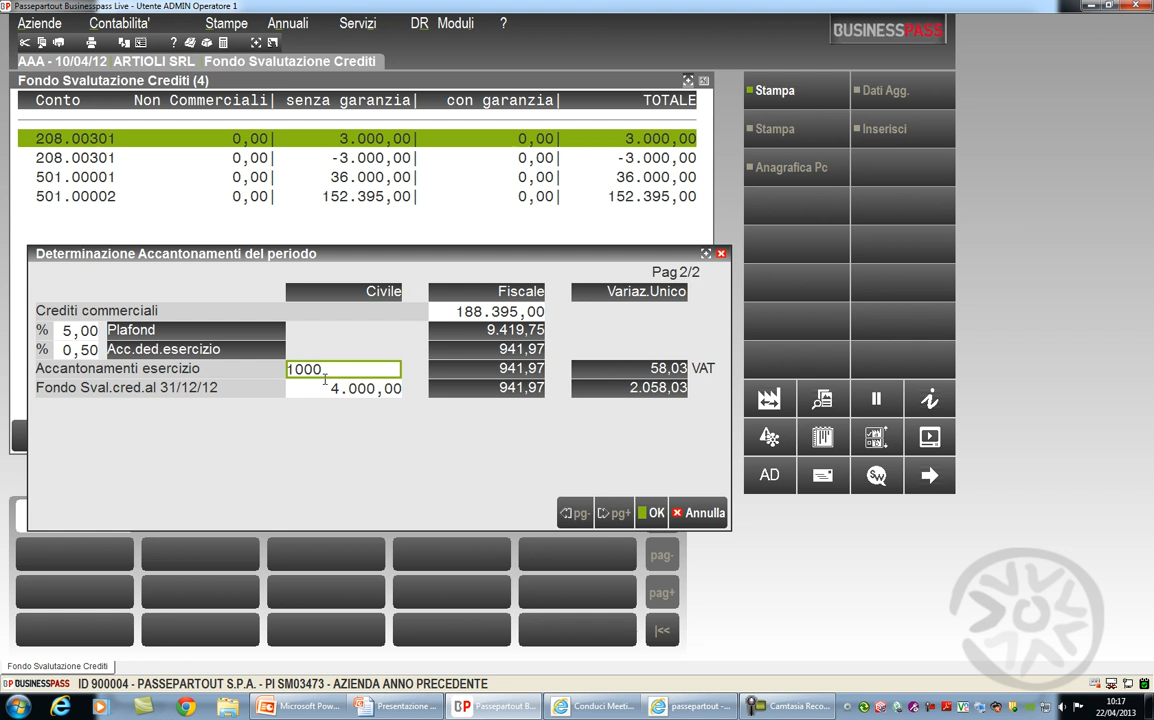 Passepartout Businesspass Live - Utente ADMIN Operatore 1
Aziende Contabilita' Stampe Annuali Servizi DR Moduli ?
BUSINESSPASS
AAA - 10/04/12 ARTIOLI SRL Fondo Svalutazione Crediti
Fondo Svalutazione Crediti (4)
Conto Non Commerciali| senza garanzia| con garanzia| TOTALE
208.00301 0,00| 3.000,00| 0,00| 3.000,00
208.00301 0,00| -3.000,00| 0,00| -3.000,00
501.00001 0,00| 36.000,00| 0,00| 36.000,00
501.00002 0,00| 152.395,00| 0,00| 152.395,00
Stampa Dati Agg.
Stampa Inserisci
Anagrafica Pc
AD
Determinazione Accantonamenti del periodo
Pag 2/2
Civile Fiscale Variaz.Unico
Crediti commerciali 188.395,00
% 5,00 Plafond 9.419,75
% 0,50 Acc.ded.esercizio 941,97
Accantonamenti esercizio 1000 941,97 58,03 VAT
Fondo Sval.cred.al 31/12/12 4.000,00 941,97 2.058,03
pg- pg+ OK Annulla
pag-
pag+
|<<
Fondo Svalutazione Crediti
BUSINESSPASS ID 900004 - PASSEPARTOUT S.P.A. - PI SM03473 - AZIENDA ANNO PRECEDENTE
Microsoft Pow... Presentazione ... Passepartout B... Conduci Meeti... passepartout -... Camtasia Reco...
10:17
22/04/2013